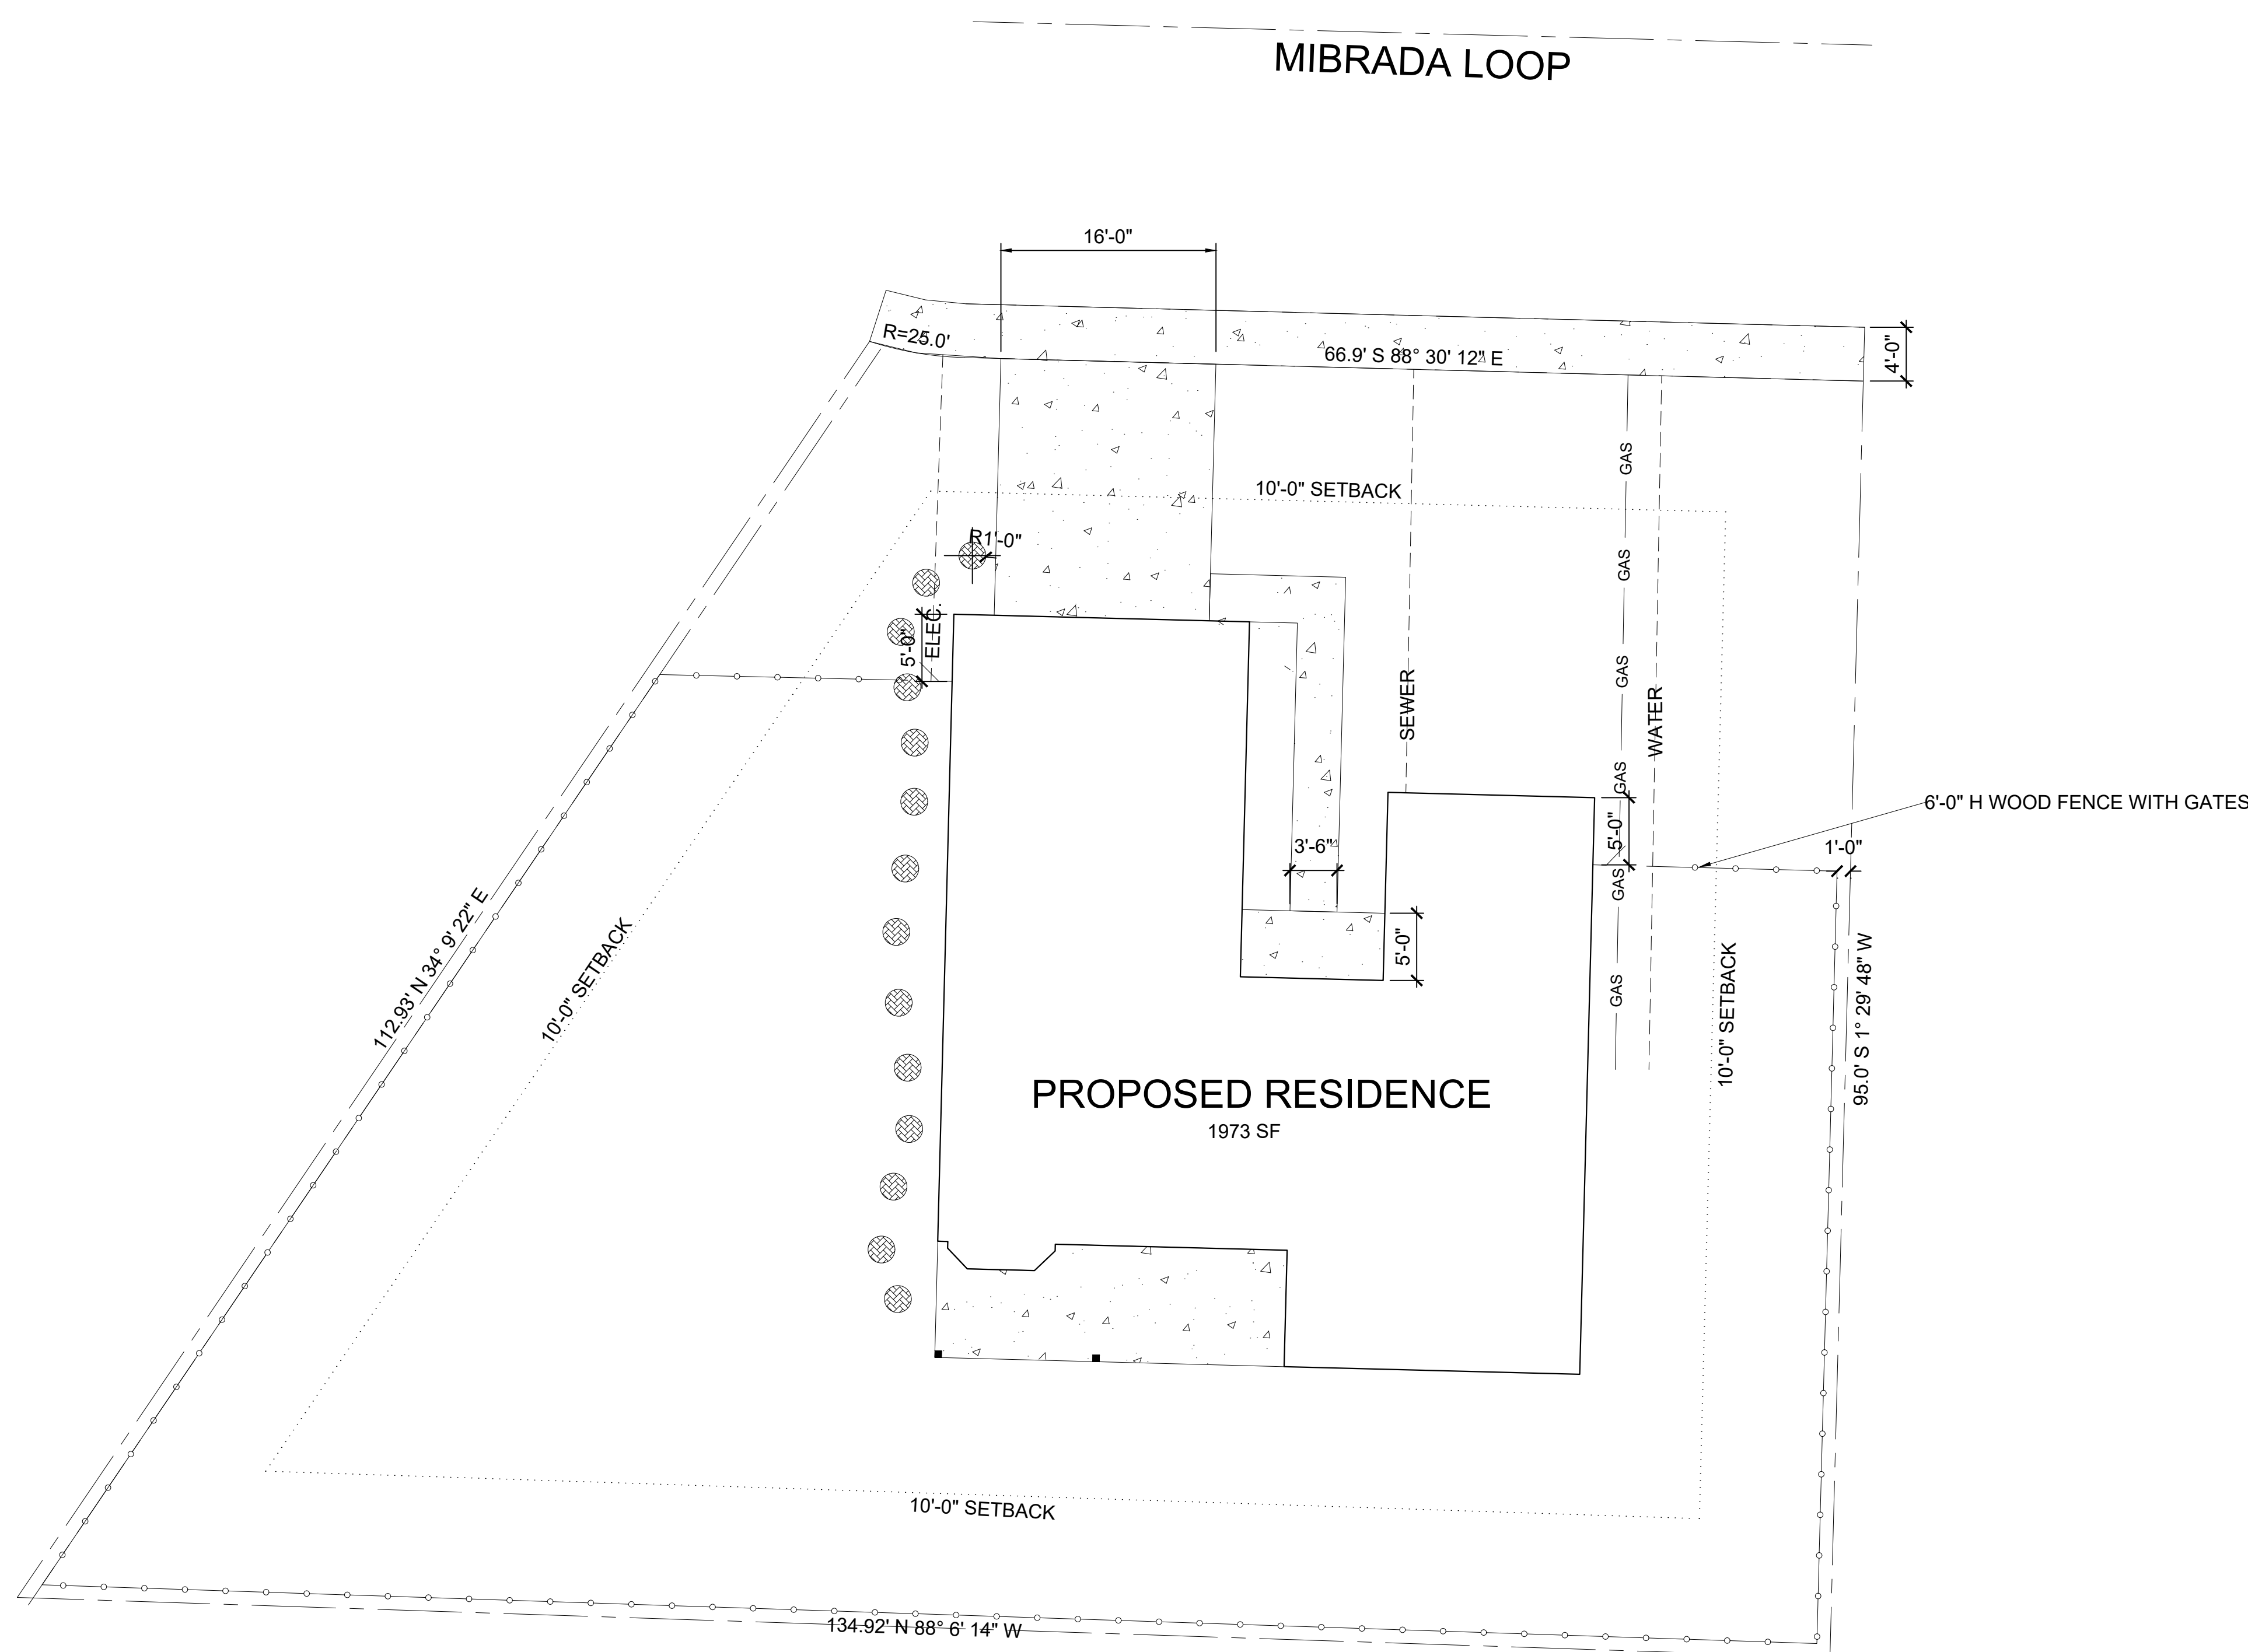 MIBRADA LOOP
16'-0"
R=25.0'
66.9' S 88° 30' 12" E
4'-0"
GAS
10'-0" SETBACK
R1'-0"
GAS
5'-0"
ELEC.
GAS
SEWER
WATER
GAS
6'-0" H WOOD FENCE WITH GATES
5'-0"
3'-6"
1'-0"
GAS
112.93' N 34° 9' 22" E
10'-0" SETBACK
5'-0"
GAS
10'-0" SETBACK
95.0' S 1° 29' 48" W
PROPOSED RESIDENCE
1973 SF
10'-0" SETBACK
134.92' N 88° 6' 14" W